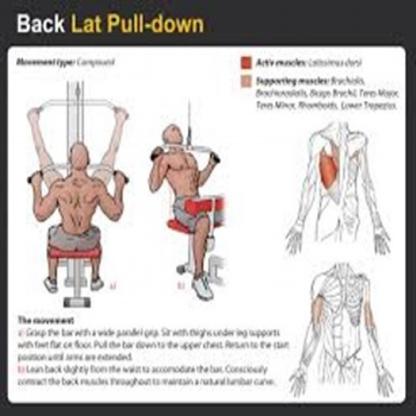 Back Lat Pull-down
Movement type: Compound
Activ muscles: Latissimus dorsi
Supporting muscles: Brachialis,
Brachioradialis, Biceps Brachii, Teres Major,
Teres Minor, Rhomboids, Lower Trapezius.
a)
b)
The movement
a) Grasp the bar with a wide parallel grip. Sit with thighs under leg supports
with feet flat on floor. Pull the bar down to the upper chest. Return to the start
position until arms are extended.
b) Lean back slightly from the waist to accomodate the bar. Consciously
contract the back muscles throughout to maintain a natural lumbar curve.